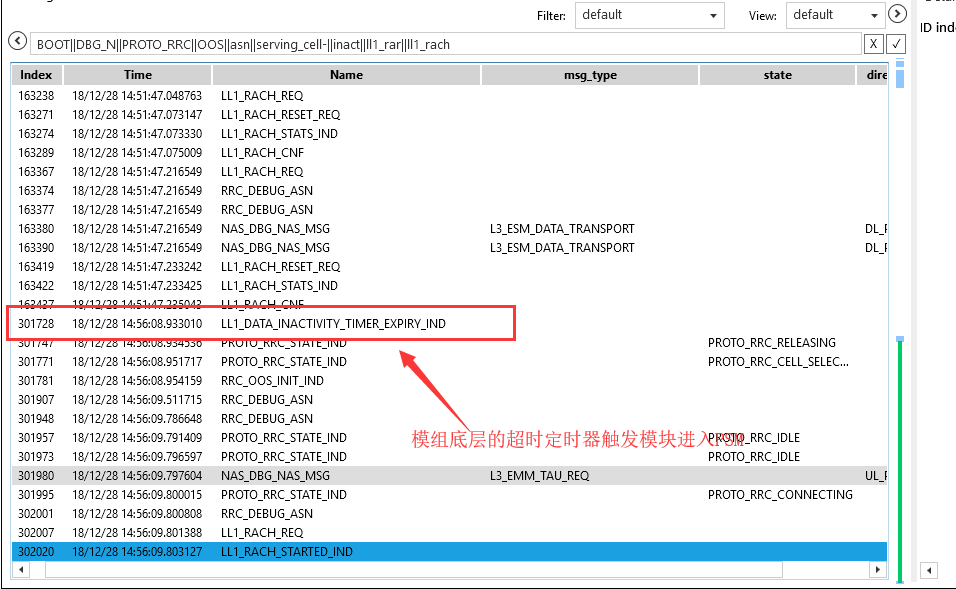 Filter: default View: default
ID inde
BOOT||DBG_N||PROTO_RRC||OOS||asn||serving_cell-||inact||ll1_rar||ll1_rach X ✓
Index Time Name msg_type state dire
163238 18/12/28 14:51:47.048763 LL1_RACH_REQ
163271 18/12/28 14:51:47.073147 LL1_RACH_RESET_REQ
163274 18/12/28 14:51:47.073330 LL1_RACH_STATS_IND
163289 18/12/28 14:51:47.075009 LL1_RACH_CNF
163367 18/12/28 14:51:47.216549 LL1_RACH_REQ
163374 18/12/28 14:51:47.216549 RRC_DEBUG_ASN
163377 18/12/28 14:51:47.216549 RRC_DEBUG_ASN
163380 18/12/28 14:51:47.216549 NAS_DBG_NAS_MSG L3_ESM_DATA_TRANSPORT DL_
163390 18/12/28 14:51:47.216549 NAS_DBG_NAS_MSG L3_ESM_DATA_TRANSPORT DL_
163419 18/12/28 14:51:47.233242 LL1_RACH_RESET_REQ
163422 18/12/28 14:51:47.233425 LL1_RACH_STATS_IND
163437 18/12/28 14:51:47.235043 LL1_RACH_CNF
301728 18/12/28 14:56:08.933010 LL1_DATA_INACTIVITY_TIMER_EXPIRY_IND
301747 18/12/28 14:56:08.934536 PROTO_RRC_STATE_IND PROTO_RRC_RELEASING
301771 18/12/28 14:56:08.951717 PROTO_RRC_STATE_IND PROTO_RRC_CELL_SELEC...
301781 18/12/28 14:56:08.954159 RRC_OOS_INIT_IND
301907 18/12/28 14:56:09.511715 RRC_DEBUG_ASN
301948 18/12/28 14:56:09.786648 RRC_DEBUG_ASN
301957 18/12/28 14:56:09.791409 PROTO_RRC_STATE_IND PROTO_RRC_IDLE
模组底层的超时定时器触发模块进入PSM
301973 18/12/28 14:56:09.796597 PROTO_RRC_STATE_IND PROTO_RRC_IDLE
301980 18/12/28 14:56:09.797604 NAS_DBG_NAS_MSG L3_EMM_TAU_REQ UL_
301995 18/12/28 14:56:09.800015 PROTO_RRC_STATE_IND PROTO_RRC_CONNECTING
302001 18/12/28 14:56:09.800808 RRC_DEBUG_ASN
302007 18/12/28 14:56:09.801388 LL1_RACH_REQ
302020 18/12/28 14:56:09.803127 LL1_RACH_STARTED_IND